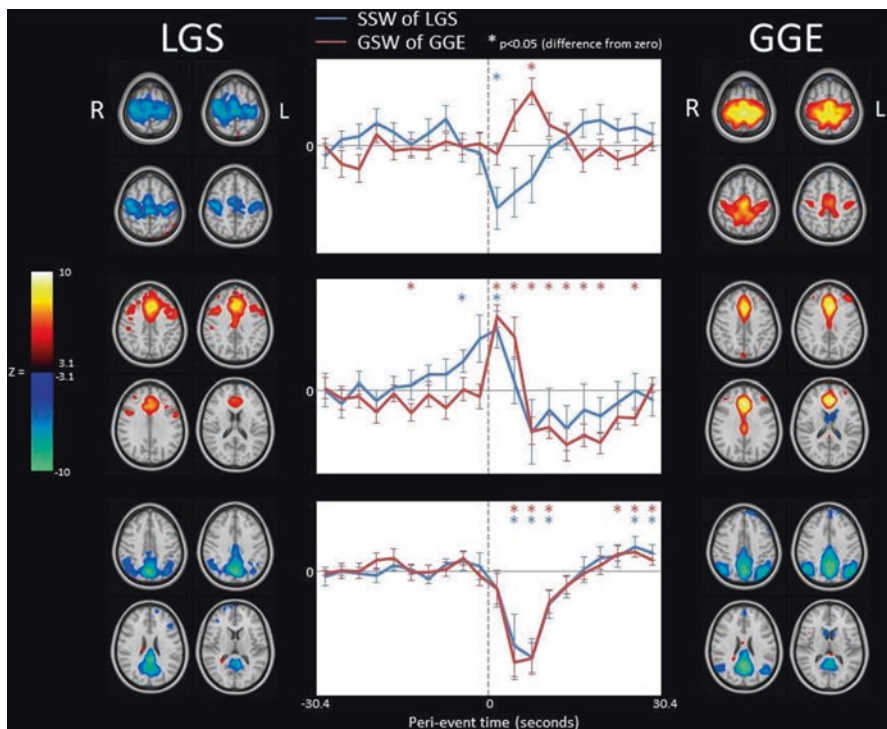 LGS
SSW of LGS
GSW of GGE
* p<0.05 (difference from zero)
GGE
R
L
R
L
0
* *
10
Z =
3.1
-3.1
-10
* * * * * * * * *
* *
0
* * * * * *
* * * * *
0
-30.4
0
30.4
Peri-event time (seconds)